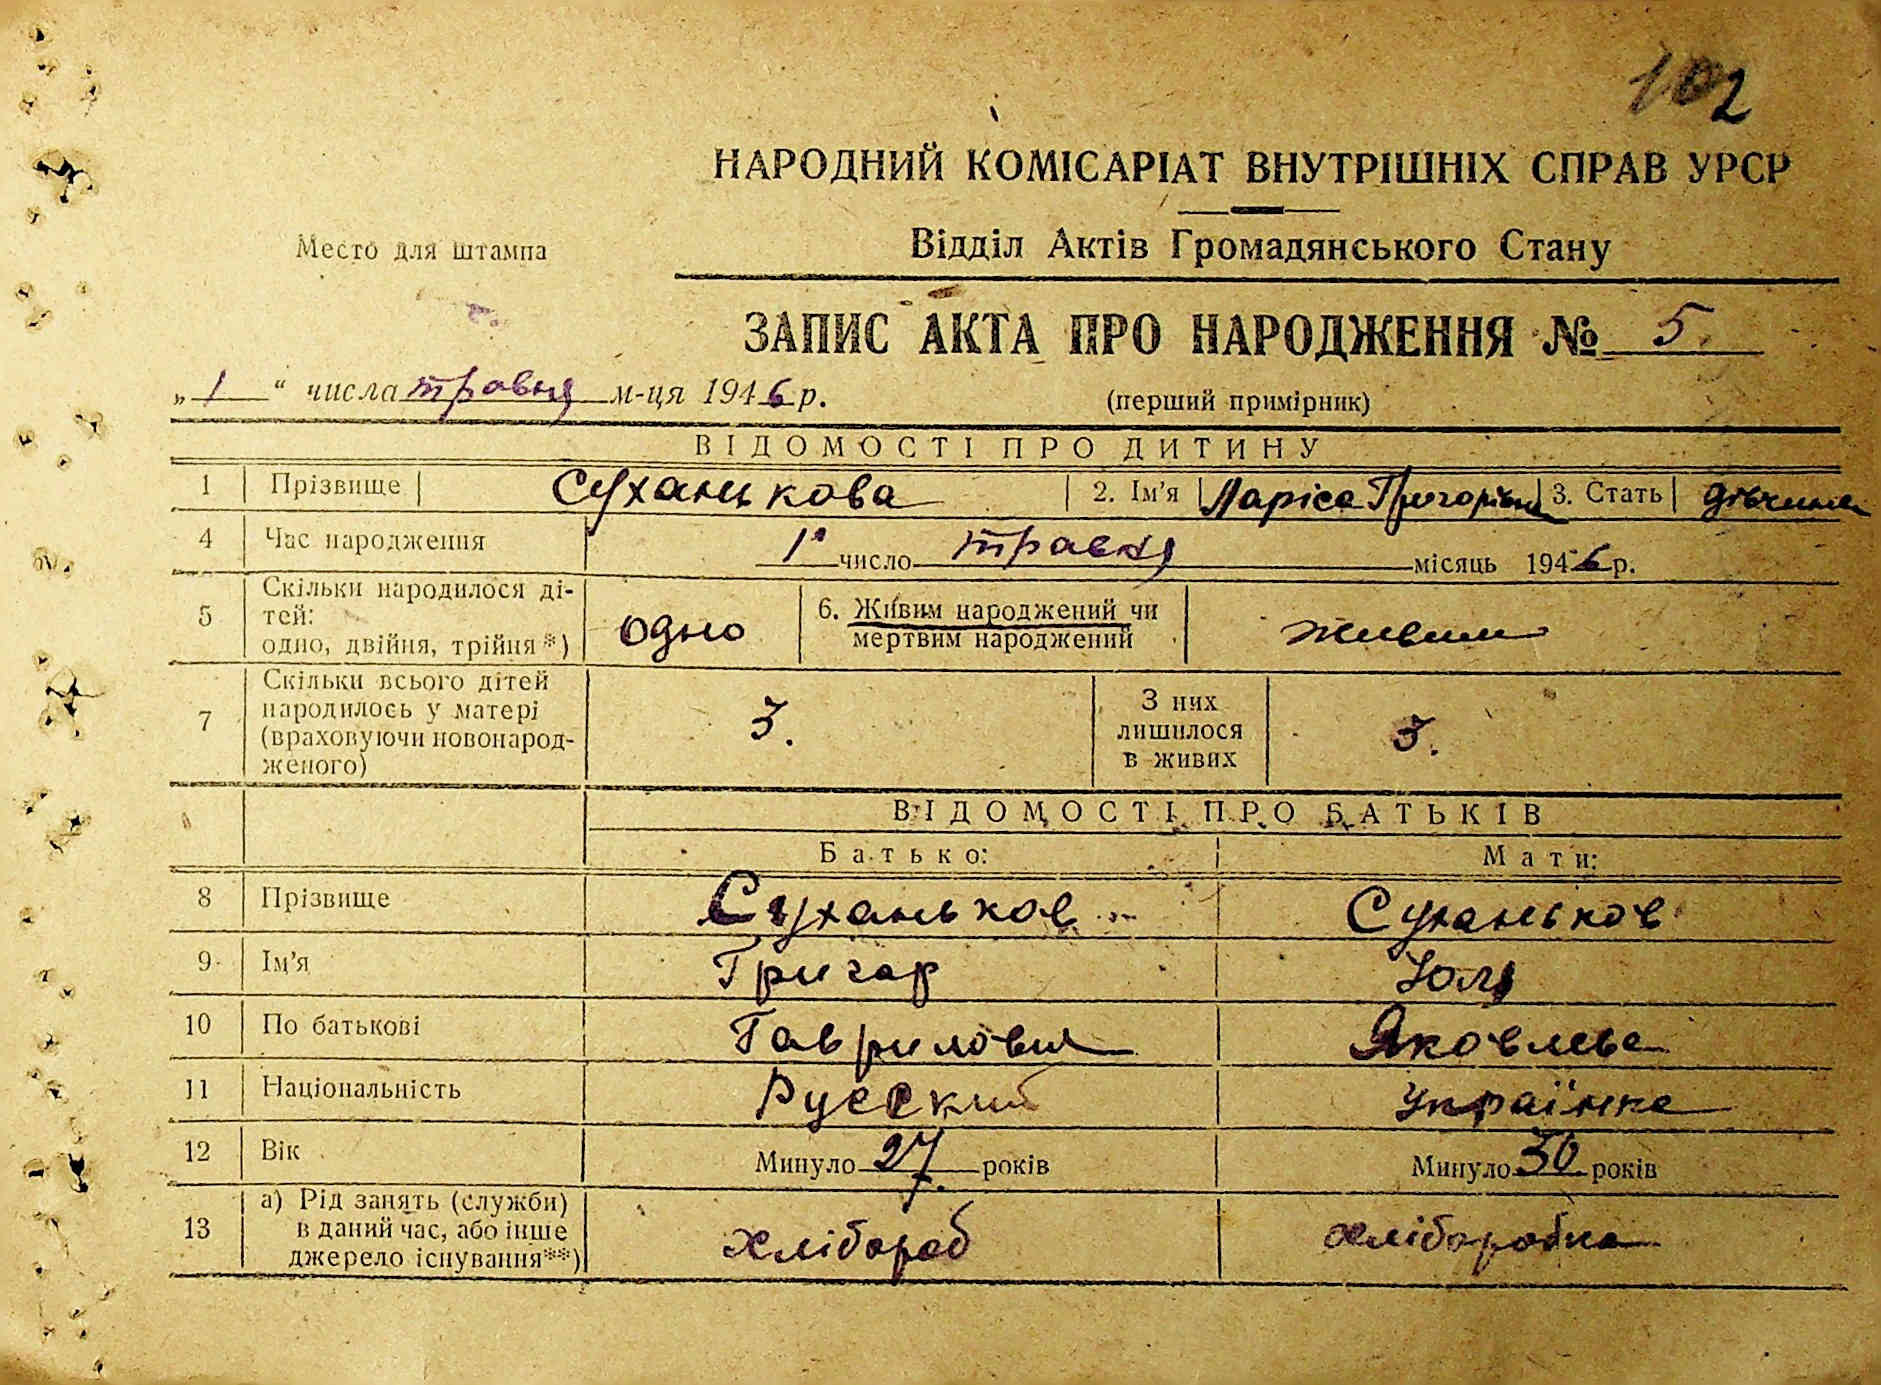 102
НАРОДНИЙ КОМІСАРІАТ ВНУТРІШНІХ СПРАВ УРСР
Место для штампа
Відділ Актів Громадянського Стану
ЗАПИС АКТА ПРО НАРОДЖЕННЯ № 5.
„1“ числа травня м-ця 1946 р.
(перший примірник)
ВІДОМОСТІ ПРО ДИТИНУ
1 Прізвище Суханькова 2. Ім'я Ларіса Григорівна 3. Стать дівчина
4 Час народження 1 число травня місяць 1946 р.
5 Скільки народилося ді-
тей:
одно, двійня, трійня*) одно 6. Живим народжений чи
мертвим народжений живим
7 Скільки всього дітей
народилось у матері
(враховуючи новонарод-
женого) 3. З них
лишилося
в живих 3.
ВІДОМОСТІ ПРО БАТЬКІВ
Батько: Мати:
8 Прізвище Суханьков Суханьков
9 Ім'я Григор Юля
10 По батькові Гаврилович Яковлевна
11 Національність Русский Українка
12 Вік Минуло 27 років Минуло 30 років
13 а) Рід занять (служби)
в даний час, або інше
джерело існування**) хлібороб хліборобка